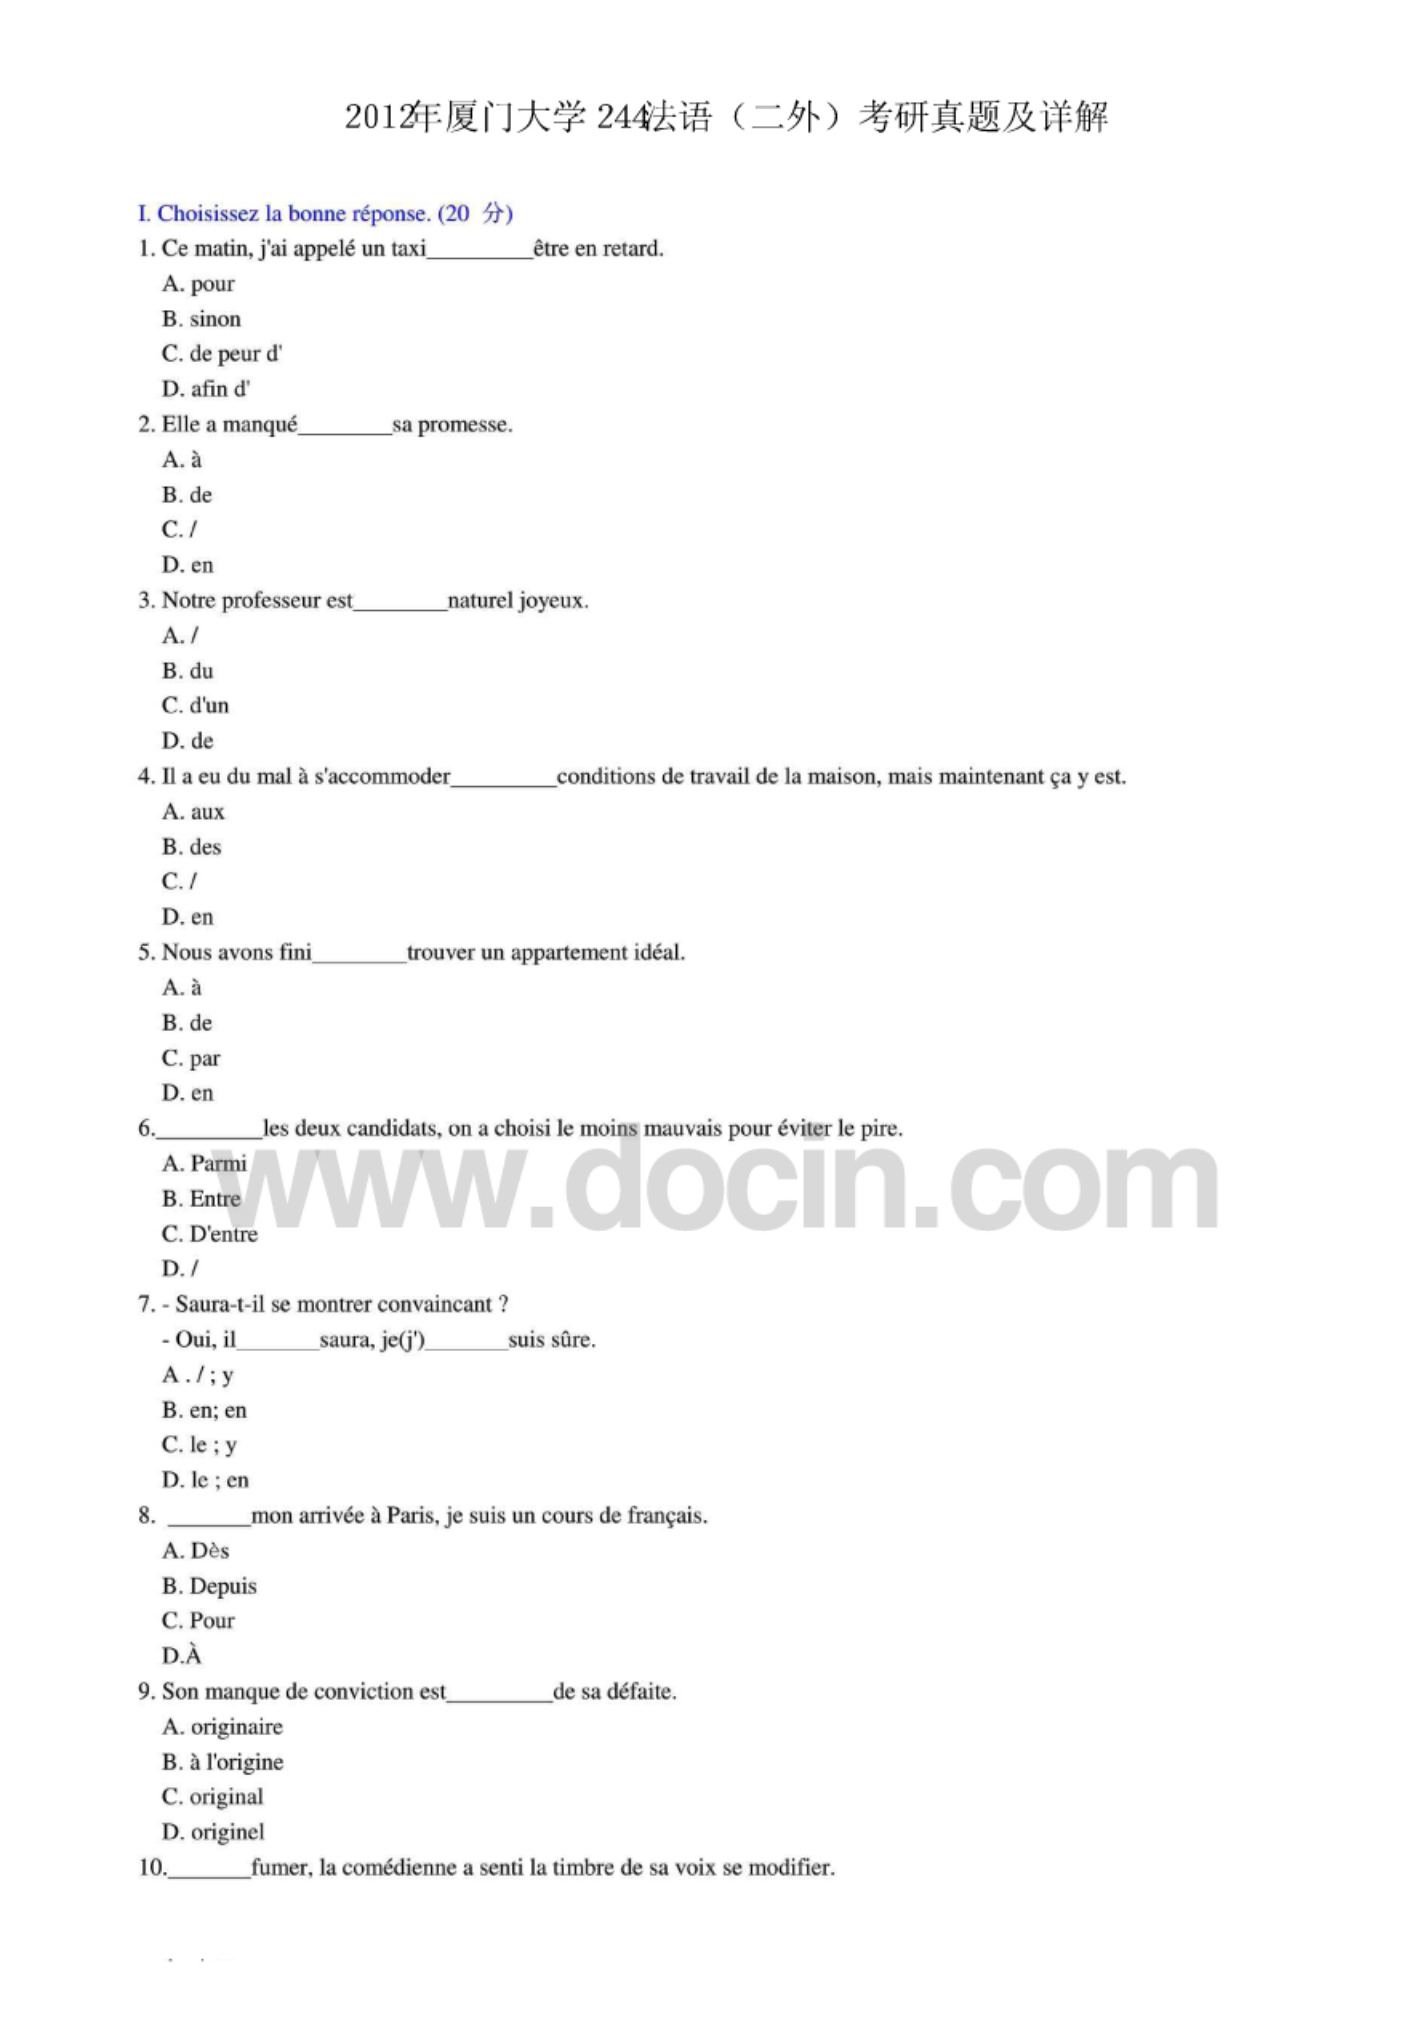 2012年厦门大学 244法语（二外）考研真题及详解
I. Choisissez la bonne réponse. (20 分)
1. Ce matin, j'ai appelé un taxi_________être en retard.
A. pour
B. sinon
C. de peur d'
D. afin d'
2. Elle a manqué________sa promesse.
A. à
B. de
C. /
D. en
3. Notre professeur est________naturel joyeux.
A. /
B. du
C. d'un
D. de
4. Il a eu du mal à s'accommoder_________conditions de travail de la maison, mais maintenant ça y est.
A. aux
B. des
C. /
D. en
5. Nous avons fini________trouver un appartement idéal.
A. à
B. de
C. par
D. en
6._________les deux candidats, on a choisi le moins mauvais pour éviter le pire.
A. Parmi
B. Entre
C. D'entre
D. /
www.docin.com
7. - Saura-t-il se montrer convaincant ?
- Oui, il_______saura, je(j')_______suis sûre.
A . / ; y
B. en; en
C. le ; y
D. le ; en
8. _______mon arrivée à Paris, je suis un cours de français.
A. Dès
B. Depuis
C. Pour
D.À
9. Son manque de conviction est_________de sa défaite.
A. originaire
B. à l'origine
C. original
D. originel
10._______fumer, la comédienne a senti la timbre de sa voix se modifier.